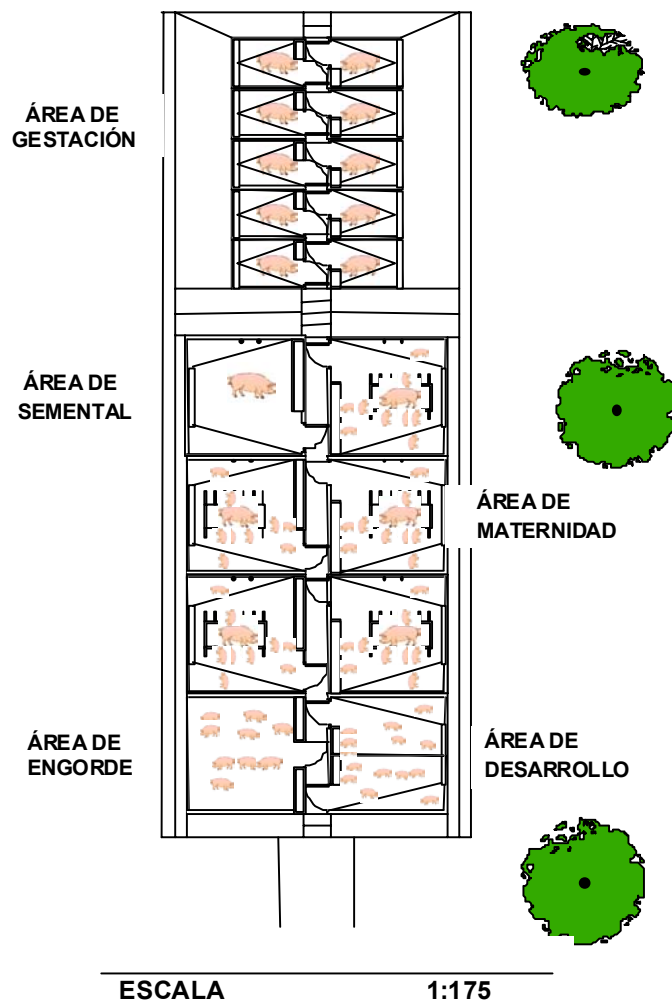 ÁREA DE
GESTACIÓN
ÁREA DE
SEMENTAL
ÁREA DE
MATERNIDAD
ÁREA DE
ENGORDE
ÁREA DE
DESARROLLO
ESCALA 1:175